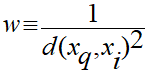 w ≡ 1 / d(x_q, x_i)²